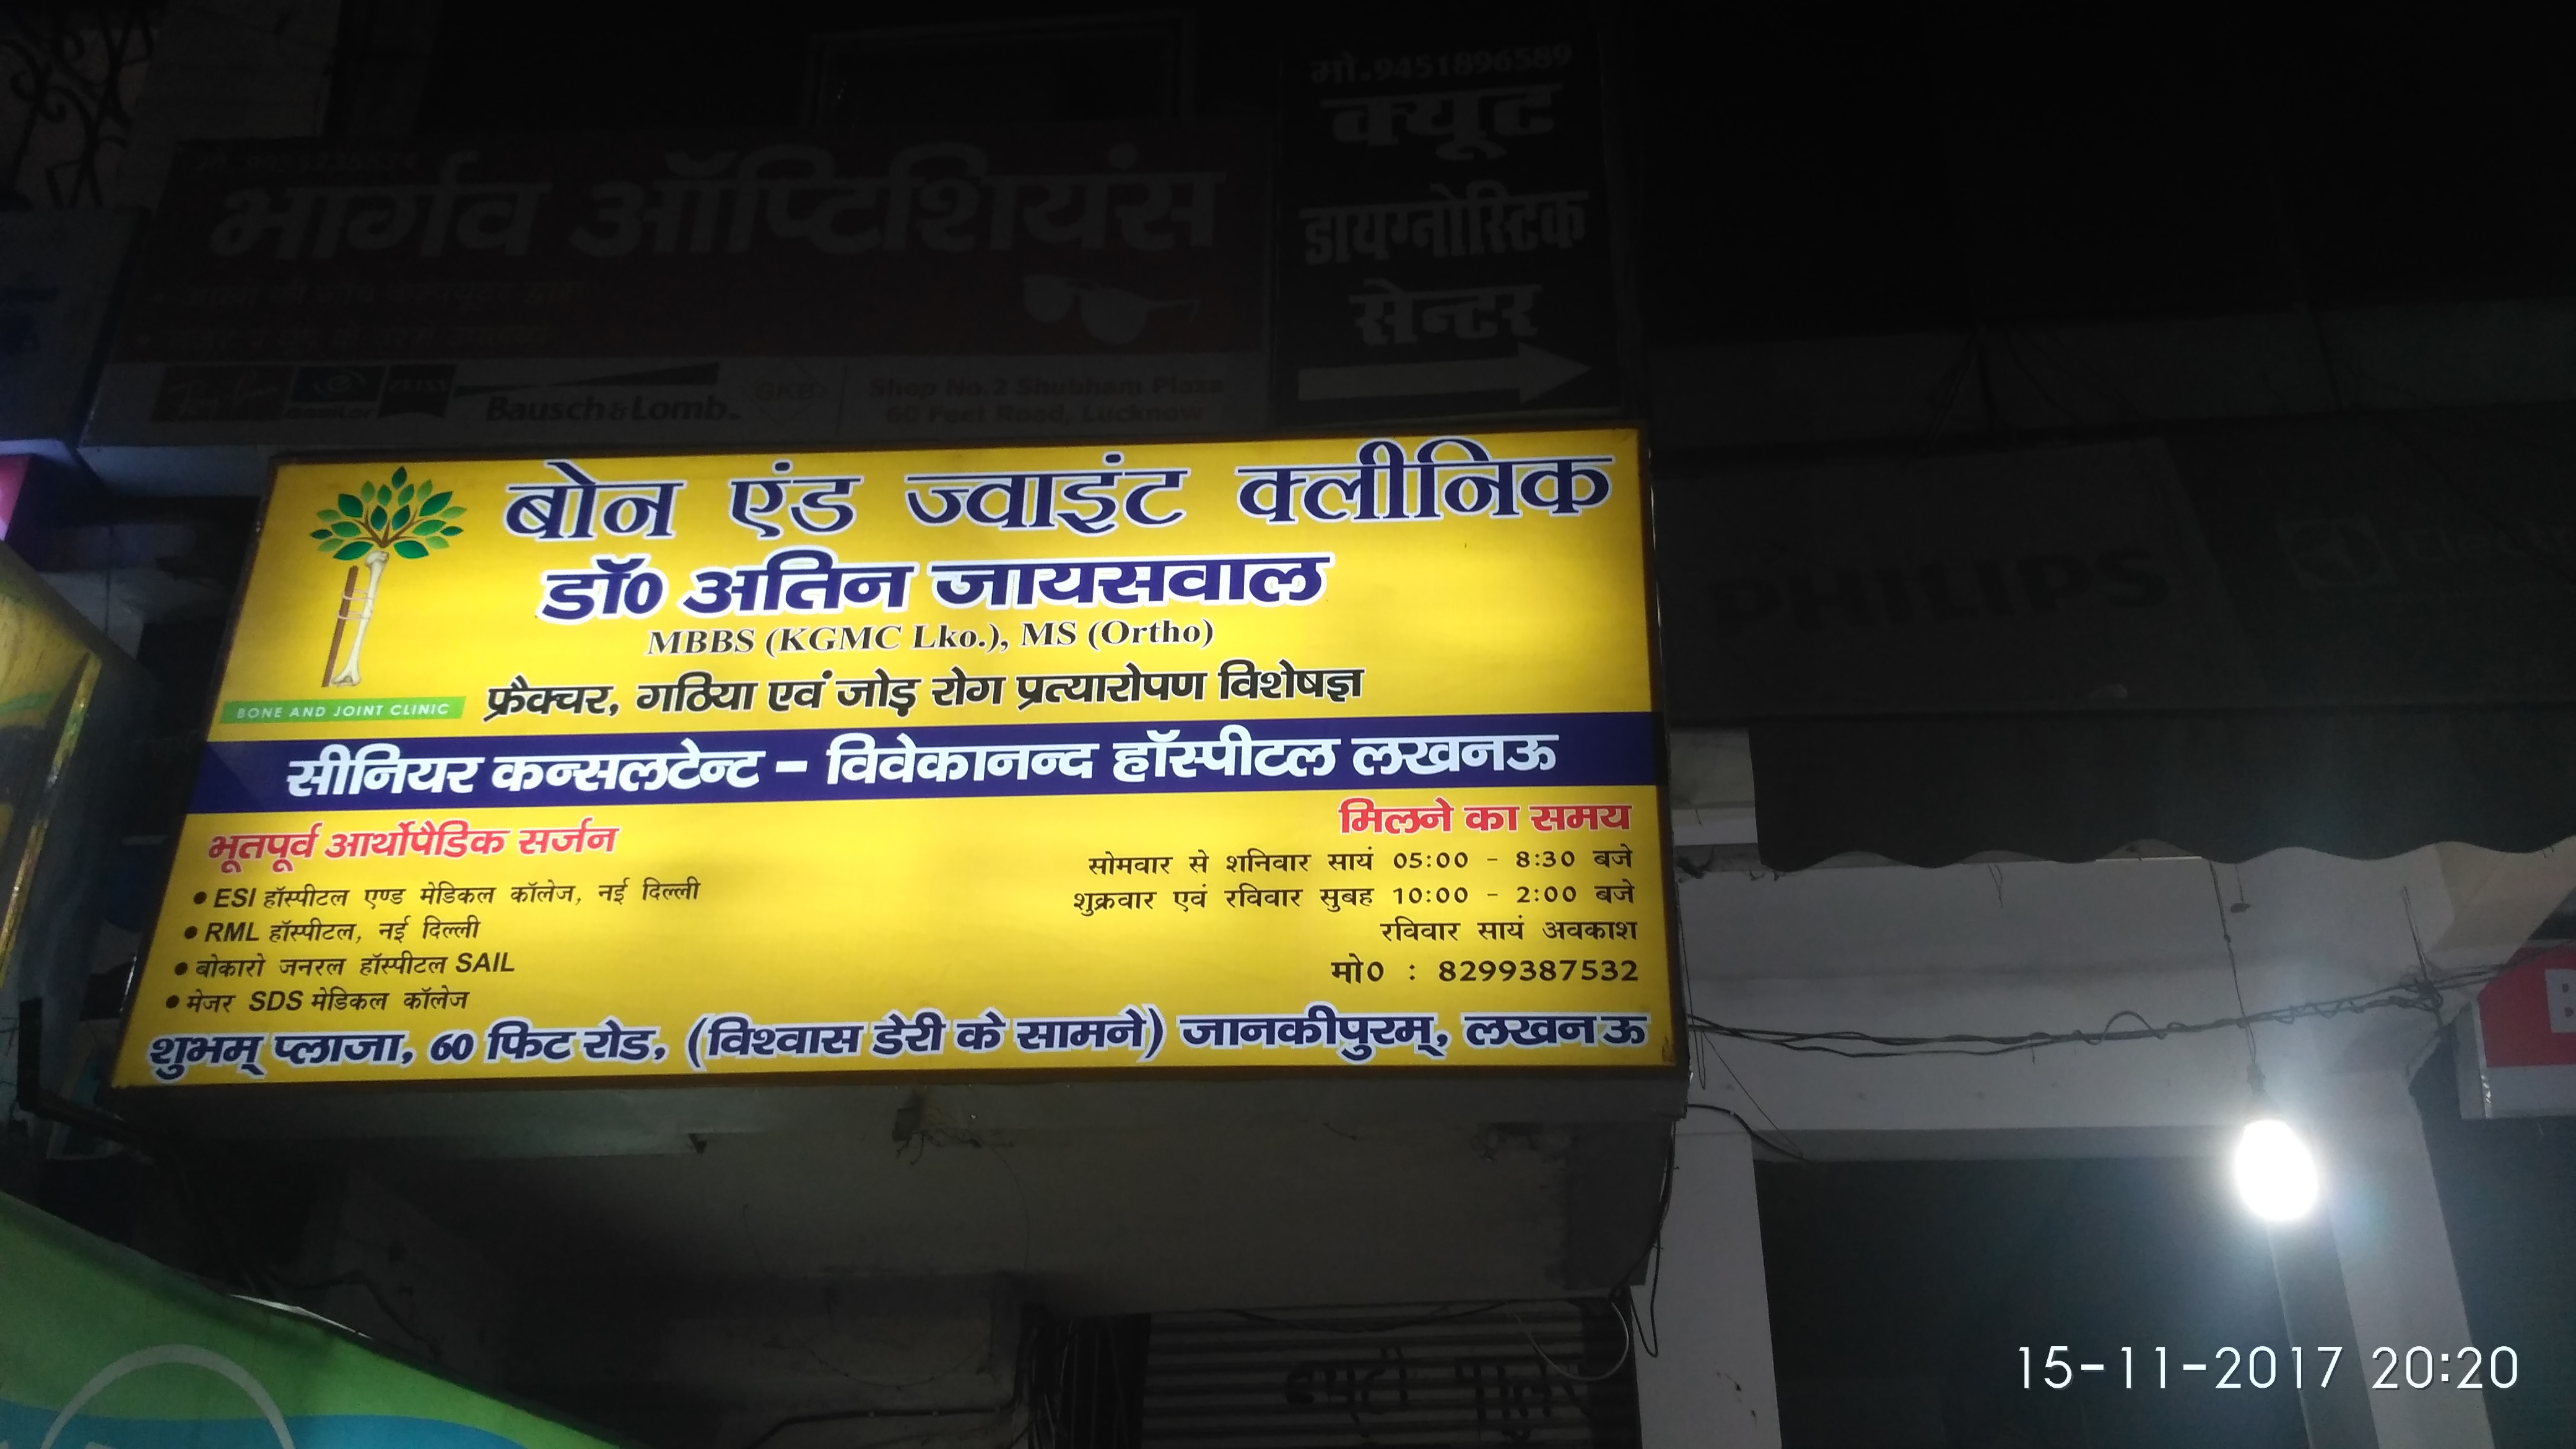 मो.9451896589
क्यूट
डायग्नोस्टिक
सेन्टर
भार्गव ऑप्टिशियंस
Bausch & Lomb
Shop No.2 Shubham Plaza
60 Feet Road, Lucknow
बोन एंड ज्वाइंट क्लीनिक
डॉ0 अतिन जायसवाल
MBBS (KGMC Lko.), MS (Ortho)
फ्रैक्चर, गठिया एवं जोड़ रोग प्रत्यारोपण विशेषज्ञ
BONE AND JOINT CLINIC
सीनियर कन्सलटेन्ट – विवेकानन्द हॉस्पीटल लखनऊ
भूतपूर्व आर्थोपैडिक सर्जन
• ESI हॉस्पीटल एण्ड मेडिकल कॉलेज, नई दिल्ली
• RML हॉस्पीटल, नई दिल्ली
• बोकारो जनरल हॉस्पीटल SAIL
• मेजर SDS मेडिकल कॉलेज
मिलने का समय
सोमवार से शनिवार सायं 05:00 - 8:30 बजे
शुक्रवार एवं रविवार सुबह 10:00 - 2:00 बजे
रविवार सायं अवकाश
मो0 : 8299387532
शुभम् प्लाजा, 60 फिट रोड, (विश्वास डेरी के सामने) जानकीपुरम्, लखनऊ
PHILIPS
15-11-2017 20:20